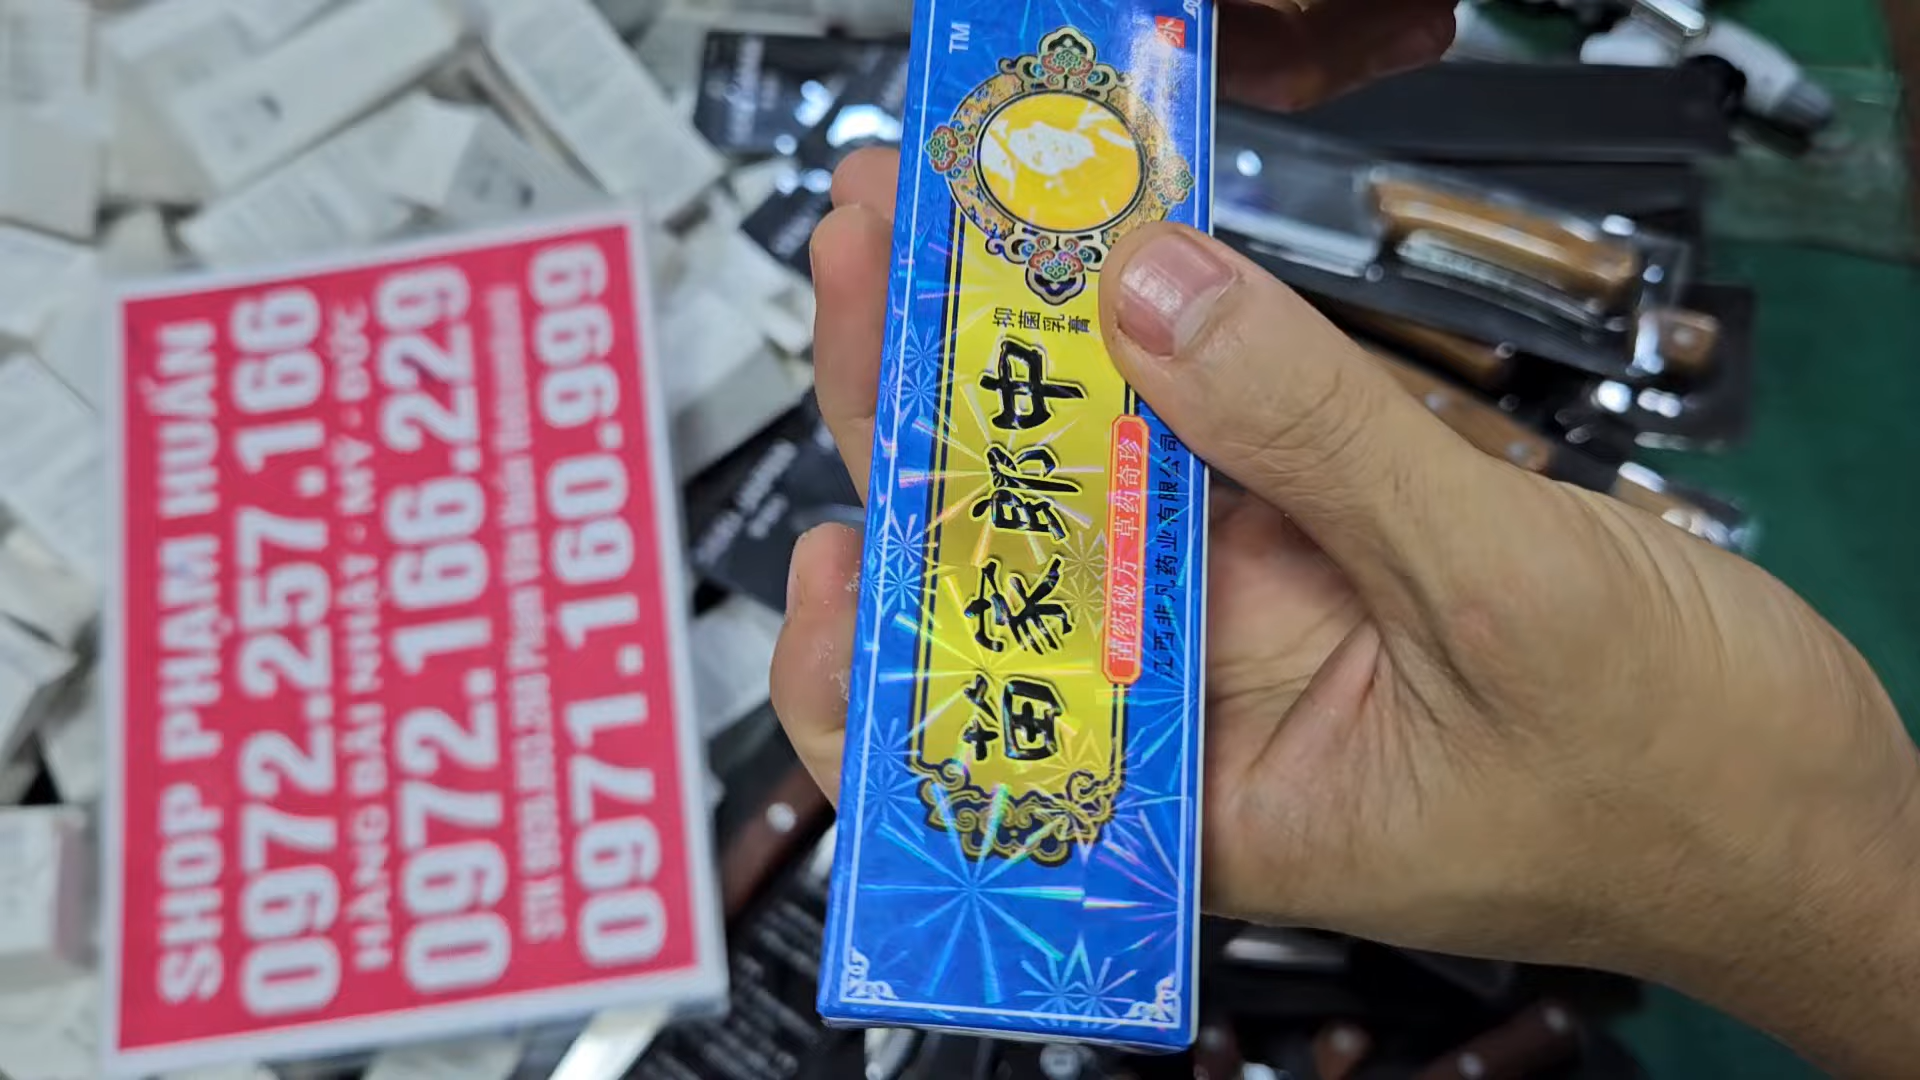 SHOP PHẠM HUẤN
0972.257.166
HÀNG BÃI NHẬT - MỸ - ĐỨC
0972.166.229
0971.160.999
TM
外
抑菌乳膏
苗家郎中
苗药秘方 草药奇珍
江西非凡药业有限公司